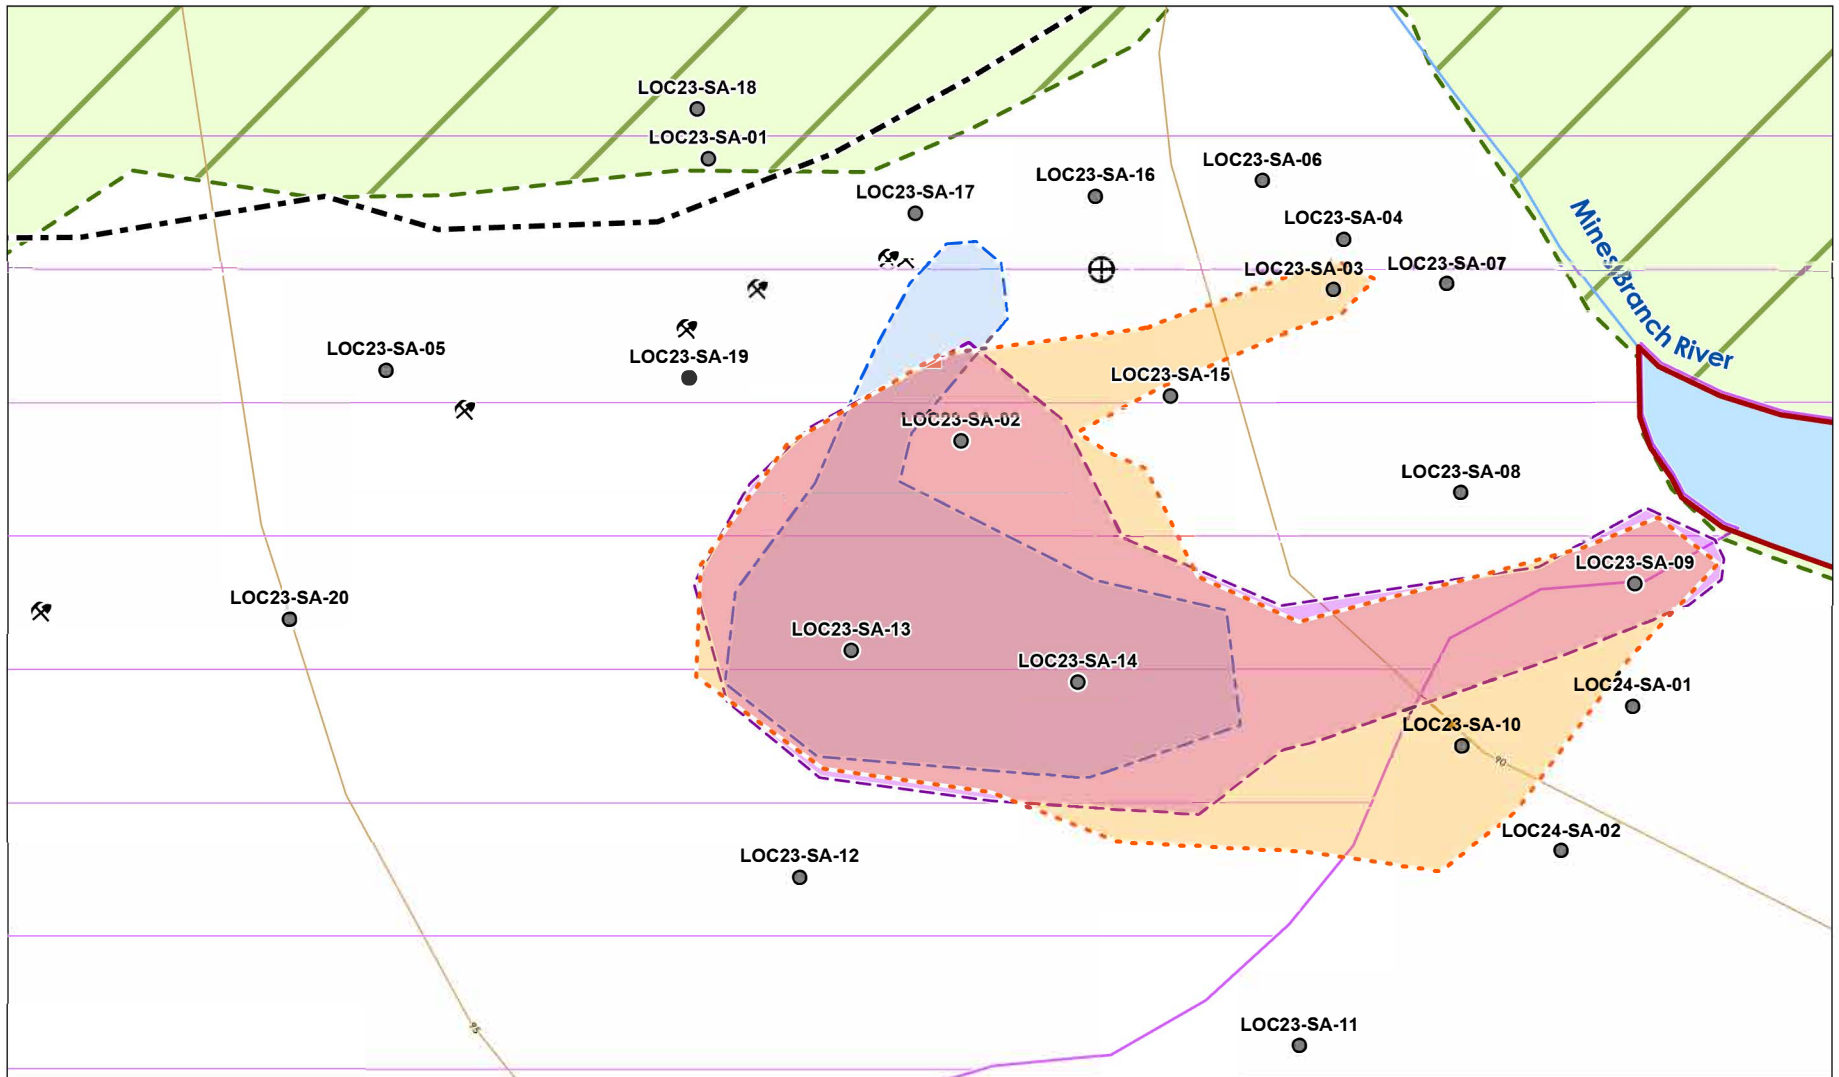 LOC23-SA-18
LOC23-SA-01
LOC23-SA-06
LOC23-SA-16
LOC23-SA-17
LOC23-SA-04
Mines Branch River
LOC23-SA-07
LOC23-SA-03
LOC23-SA-05
LOC23-SA-19
LOC23-SA-15
LOC23-SA-02
LOC23-SA-08
LOC23-SA-09
LOC23-SA-20
LOC23-SA-13
LOC23-SA-14
LOC24-SA-01
LOC23-SA-10
90
LOC24-SA-02
LOC23-SA-12
LOC23-SA-11
95